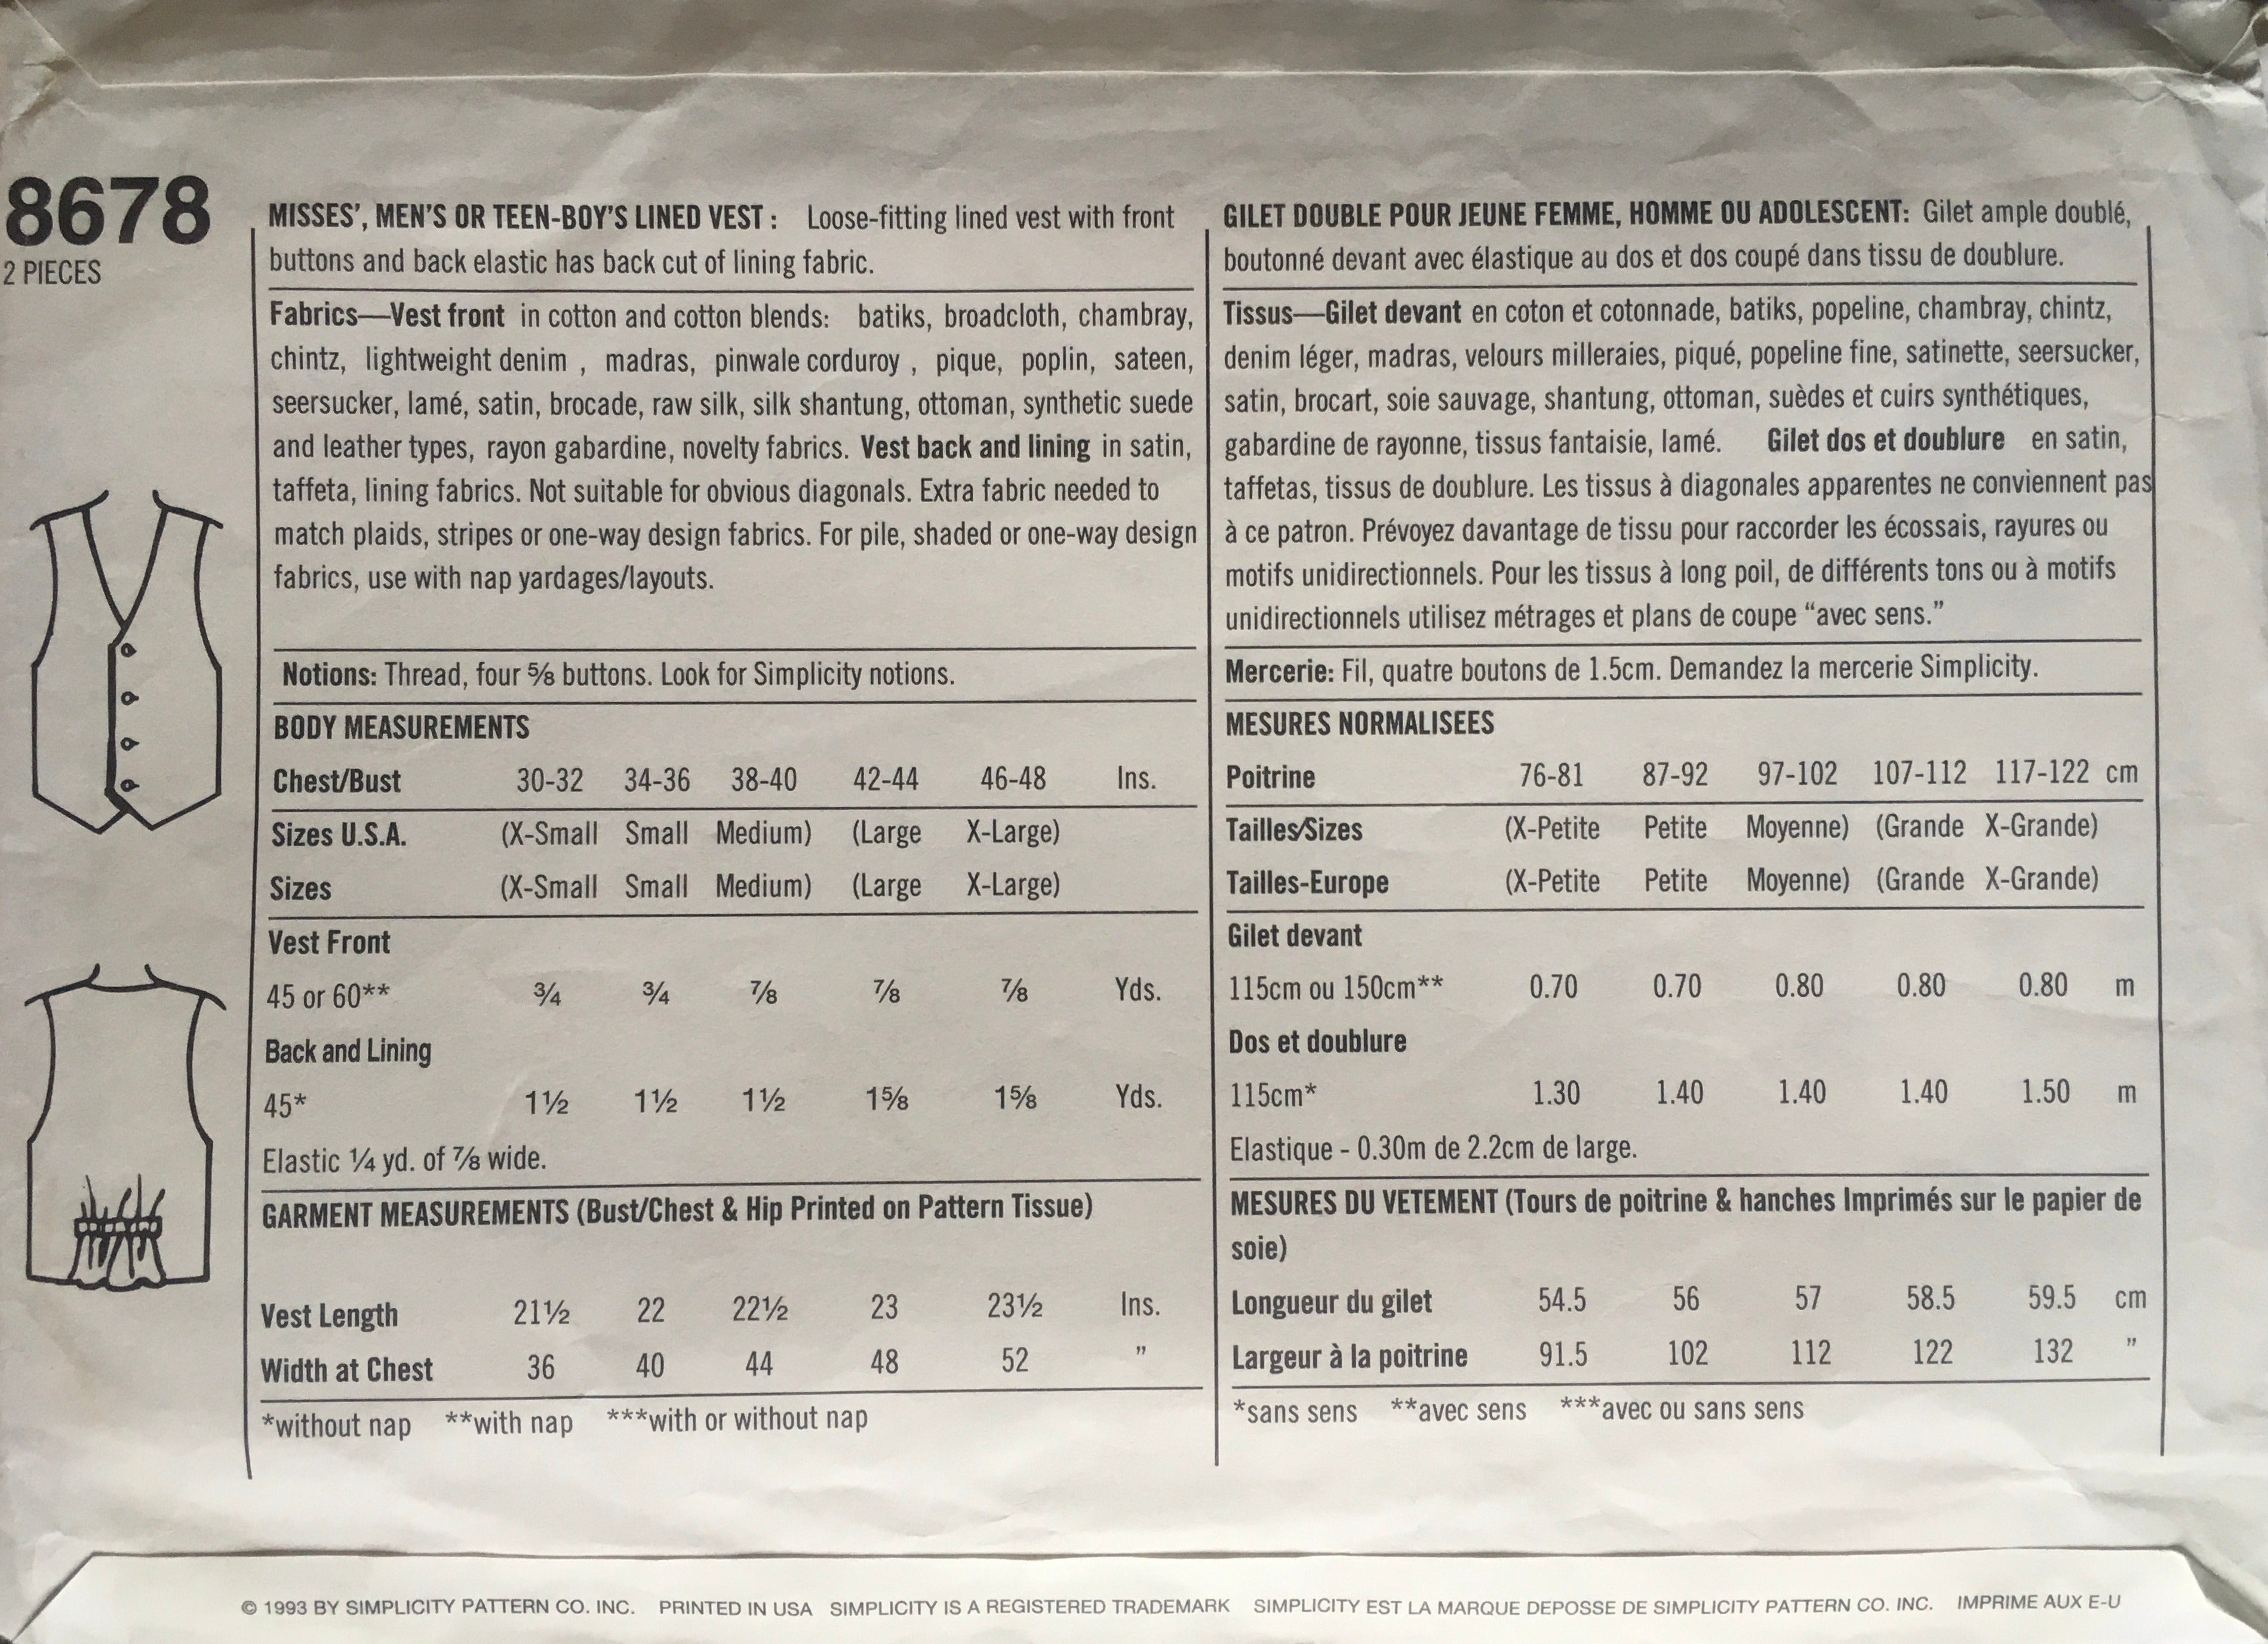 8678
2 PIECES
MISSES', MEN'S OR TEEN-BOY'S LINED VEST : Loose-fitting lined vest with front
buttons and back elastic has back cut of lining fabric.
Fabrics—Vest front in cotton and cotton blends: batiks, broadcloth, chambray,
chintz, lightweight denim , madras, pinwale corduroy , pique, poplin, sateen,
seersucker, lamé, satin, brocade, raw silk, silk shantung, ottoman, synthetic suede
and leather types, rayon gabardine, novelty fabrics. Vest back and lining in satin,
taffeta, lining fabrics. Not suitable for obvious diagonals. Extra fabric needed to
match plaids, stripes or one-way design fabrics. For pile, shaded or one-way design
fabrics, use with nap yardages/layouts.
Notions: Thread, four ⅝ buttons. Look for Simplicity notions.
BODY MEASUREMENTS
Chest/Bust 30-32 34-36 38-40 42-44 46-48 Ins.
Sizes U.S.A. (X-Small Small Medium) (Large X-Large)
Sizes (X-Small Small Medium) (Large X-Large)
Vest Front
45 or 60** ¾ ¾ ⅞ ⅞ ⅞ Yds.
Back and Lining
45* 1½ 1½ 1½ 1⅝ 1⅝ Yds.
Elastic ¼ yd. of ⅞ wide.
GARMENT MEASUREMENTS (Bust/Chest & Hip Printed on Pattern Tissue)
Vest Length 21½ 22 22½ 23 23½ Ins.
Width at Chest 36 40 44 48 52 "
*without nap **with nap ***with or without nap
GILET DOUBLE POUR JEUNE FEMME, HOMME OU ADOLESCENT: Gilet ample doublé,
boutonné devant avec élastique au dos et dos coupé dans tissu de doublure.
Tissus—Gilet devant en coton et cotonnade, batiks, popeline, chambray, chintz,
denim léger, madras, velours milleraies, piqué, popeline fine, satinette, seersucker,
satin, brocart, soie sauvage, shantung, ottoman, suèdes et cuirs synthétiques,
gabardine de rayonne, tissus fantaisie, lamé. Gilet dos et doublure en satin,
taffetas, tissus de doublure. Les tissus à diagonales apparentes ne conviennent pas
à ce patron. Prévoyez davantage de tissu pour raccorder les écossais, rayures ou
motifs unidirectionnels. Pour les tissus à long poil, de différents tons ou à motifs
unidirectionnels utilisez métrages et plans de coupe "avec sens."
Mercerie: Fil, quatre boutons de 1.5cm. Demandez la mercerie Simplicity.
MESURES NORMALISEES
Poitrine 76-81 87-92 97-102 107-112 117-122 cm
Tailles/Sizes (X-Petite Petite Moyenne) (Grande X-Grande)
Tailles-Europe (X-Petite Petite Moyenne) (Grande X-Grande)
Gilet devant
115cm ou 150cm** 0.70 0.70 0.80 0.80 0.80 m
Dos et doublure
115cm* 1.30 1.40 1.40 1.40 1.50 m
Elastique - 0.30m de 2.2cm de large.
MESURES DU VETEMENT (Tours de poitrine & hanches Imprimés sur le papier de
soie)
Longueur du gilet 54.5 56 57 58.5 59.5 cm
Largeur à la poitrine 91.5 102 112 122 132 "
*sans sens **avec sens ***avec ou sans sens
© 1993 BY SIMPLICITY PATTERN CO. INC. PRINTED IN USA SIMPLICITY IS A REGISTERED TRADEMARK SIMPLICITY EST LA MARQUE DEPOSSE DE SIMPLICITY PATTERN CO. INC. IMPRIME AUX E-U